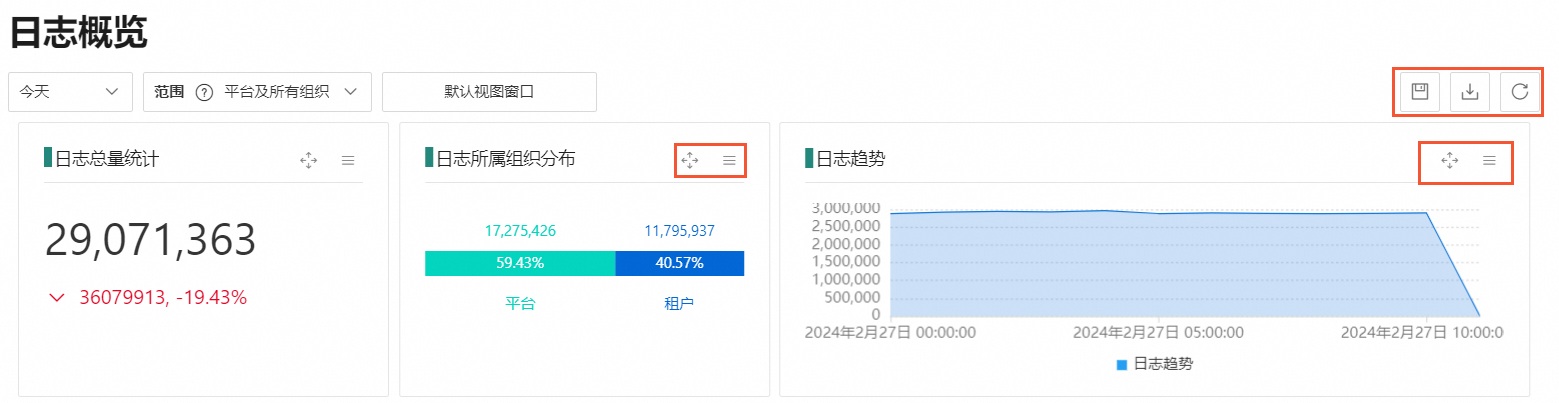 日志概览
今天 范围 ? 平台及所有组织 默认视图窗口
日志总量统计
29,071,363
36079913, -19.43%
日志所属组织分布
17,275,426 11,795,937
59.43% 40.57%
平台 租户
日志趋势
3,000,000
2,500,000
2,000,000
1,500,000
1,000,000
500,000
0
2024年2月27日 00:00:00 2024年2月27日 05:00:00 2024年2月27日 10:00:0
日志趋势